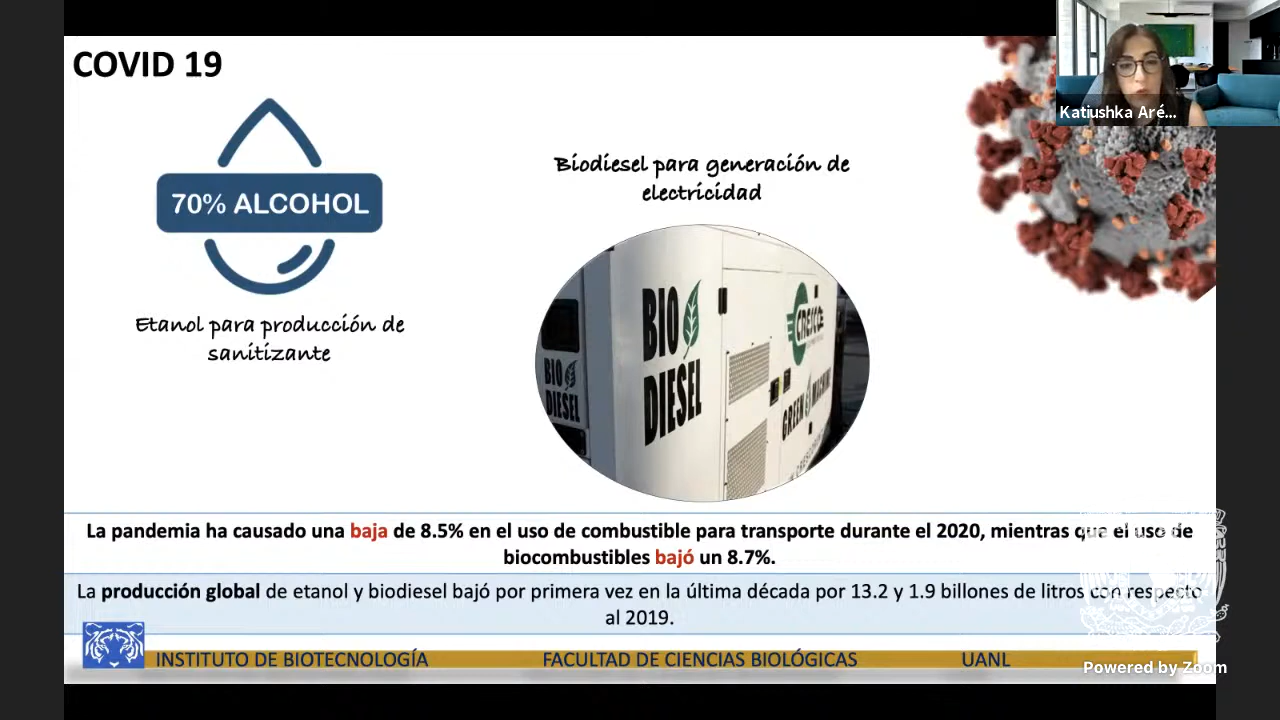 COVID 19
Katiushka Aré...
70% ALCOHOL
Etanol para producción de
sanitizante
Biodiesel para generación de
electricidad
BIO
DIESEL
BIO
DIESEL
GREEN MACHINE
La pandemia ha causado una baja de 8.5% en el uso de combustible para transporte durante el 2020, mientras que el uso de
biocombustibles bajó un 8.7%.
La producción global de etanol y biodiesel bajó por primera vez en la última década por 13.2 y 1.9 billones de litros con respecto
al 2019.
INSTITUTO DE BIOTECNOLOGÍA FACULTAD DE CIENCIAS BIOLÓGICAS UANL
Powered by Zoom